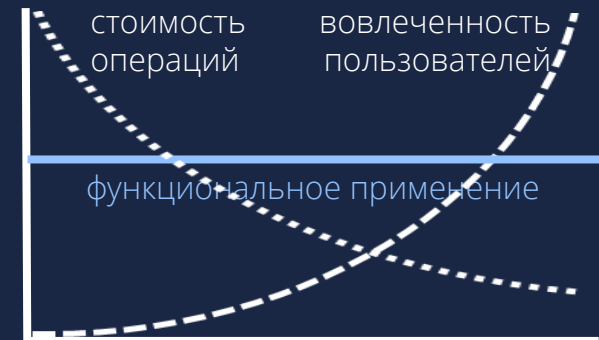 стоимость
операций
вовлеченность
пользователей
функциональное применение